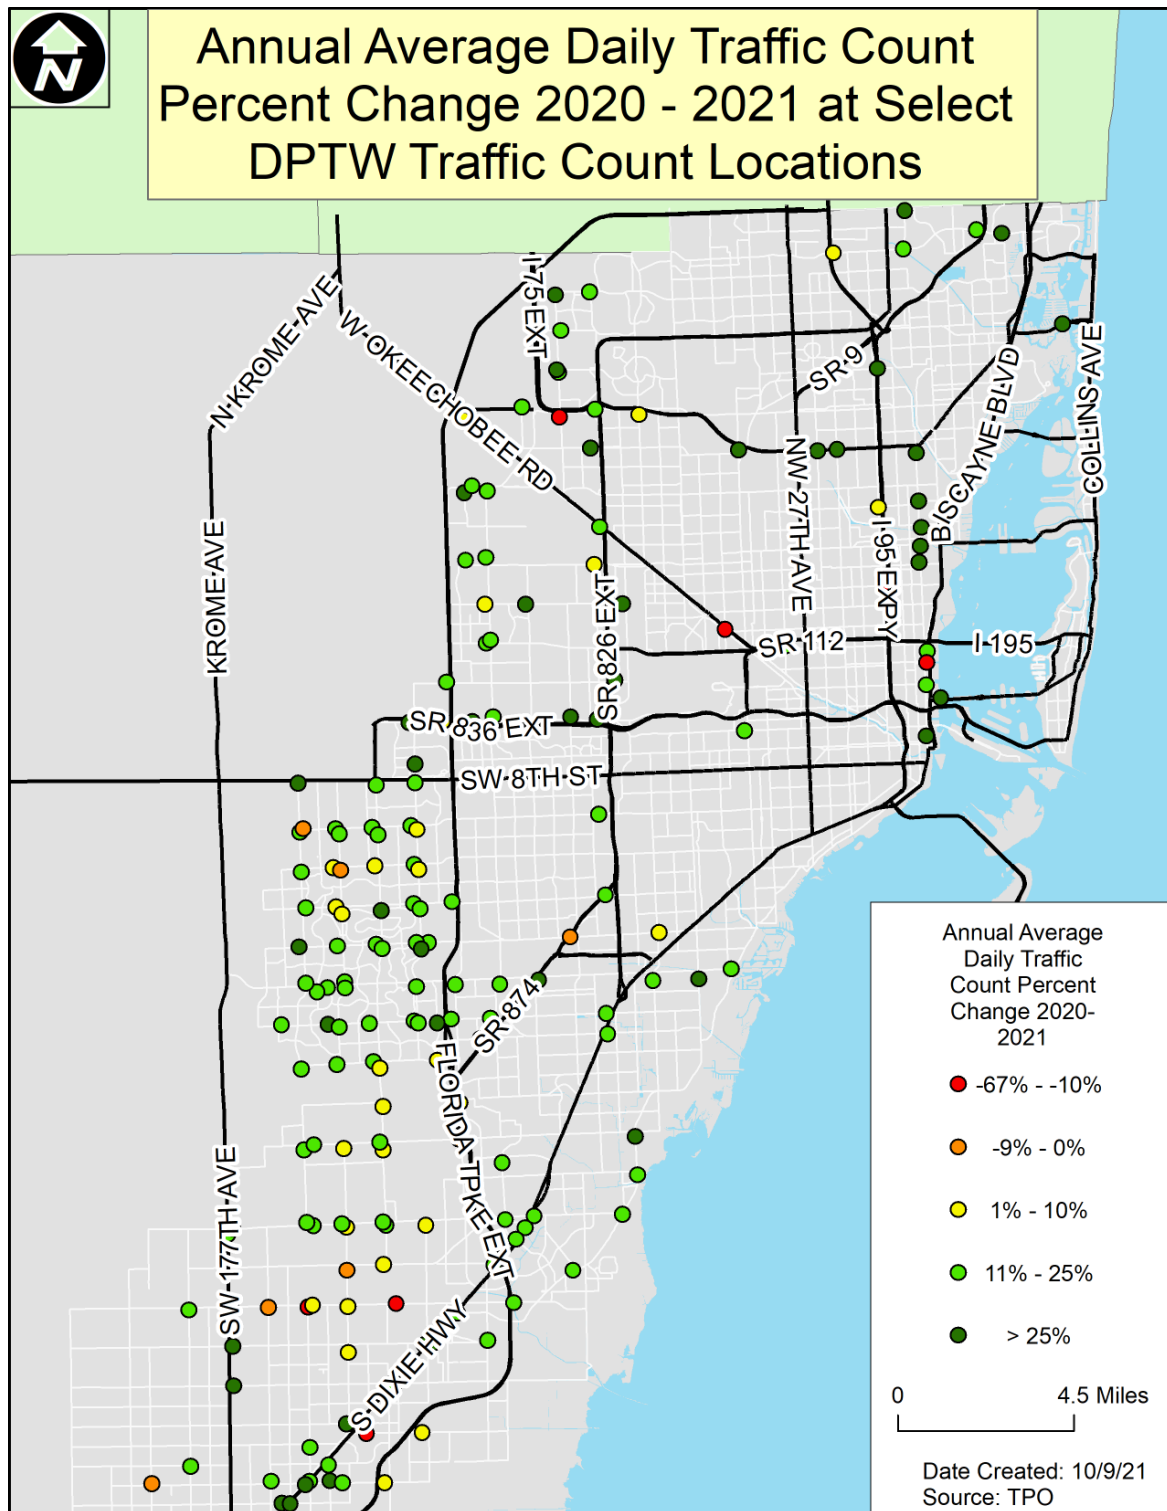 N
Annual Average Daily Traffic Count
Percent Change 2020 - 2021 at Select
DPTW Traffic Count Locations
I 75 EXT
N KROME AVE
W OKEECHOBEE RD
SR 9
BISCAYNE BLVD
COLLINS AVE
NW 27TH AVE
I 95 EXPY
KROME AVE
SR 826 EXT
SR 112
I 195
SR 836 EXT
SW 8TH ST
SR 874
FLORIDA TPKE EXT
SW 177TH AVE
S DIXIE HWY
Annual Average
Daily Traffic
Count Percent
Change 2020-
2021
-67% - -10%
-9% - 0%
1% - 10%
11% - 25%
> 25%
0
4.5 Miles
Date Created: 10/9/21
Source: TPO